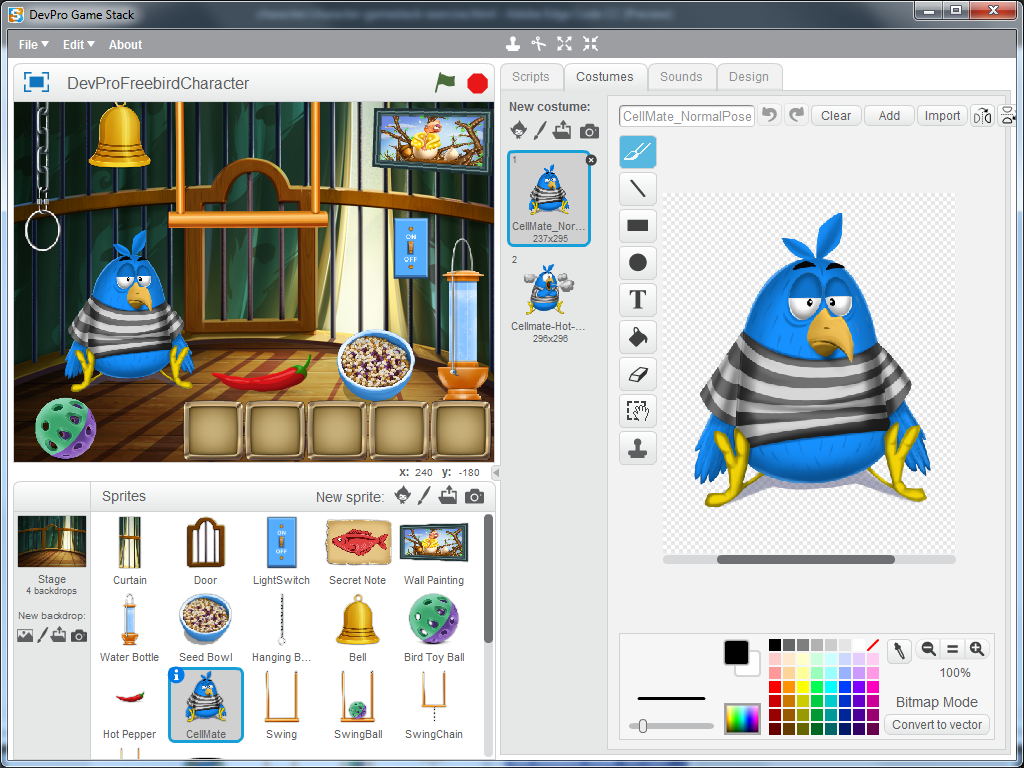 DevPro Game Stack
File Edit About
DevProFreebirdCharacter
Scripts Costumes Sounds Design
New costume:
CellMate_NormalPose
Clear Add Import
1
CellMate_Nor...
237x295
2
Cellmate-Hot-...
296x296
T
ON
OFF
X: 240 y: -180
Sprites
New sprite:
Stage
4 backdrops
New backdrop:
ON
OFF
Curtain Door LightSwitch Secret Note Wall Painting
Water Bottle Seed Bowl Hanging B... Bell Bird Toy Ball
Hot Pepper CellMate Swing SwingBall SwingChain
100%
Bitmap Mode
Convert to vector